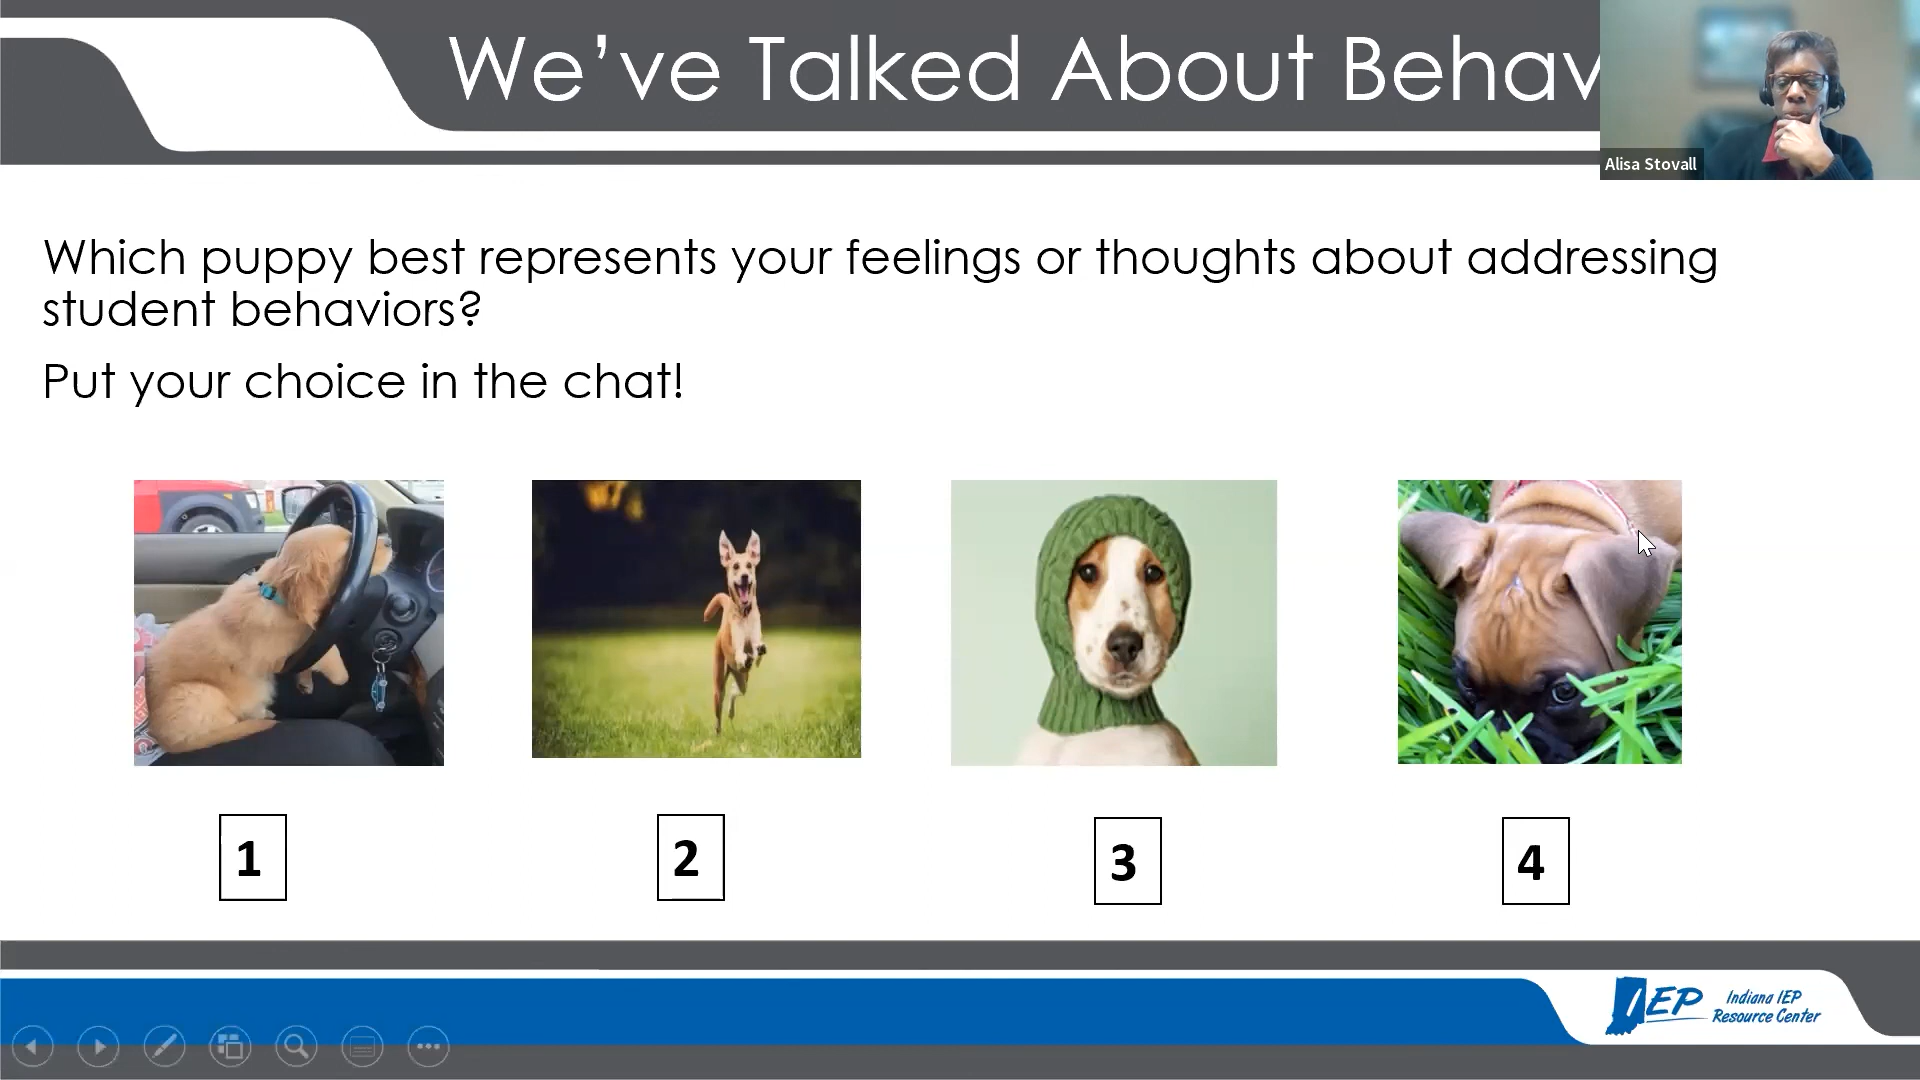 We've Talked About Behav
Alisa Stovall
Which puppy best represents your feelings or thoughts about addressing
student behaviors?
Put your choice in the chat!
1
2
3
4
IEP
Indiana IEP
Resource Center